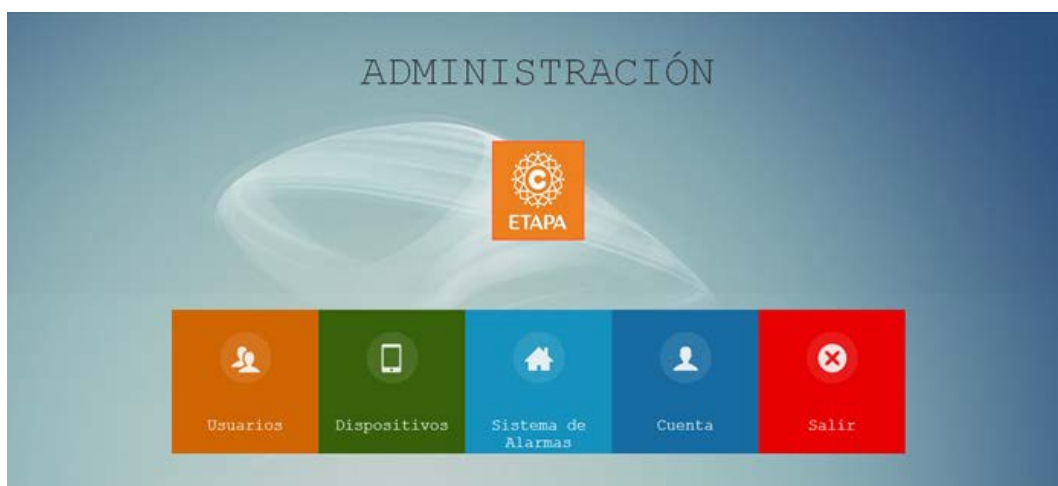 ADMINISTRACIÓN
C
ETAPA
Usuarios
Dispositivos
Sistema de
Alarmas
Cuenta
Salir